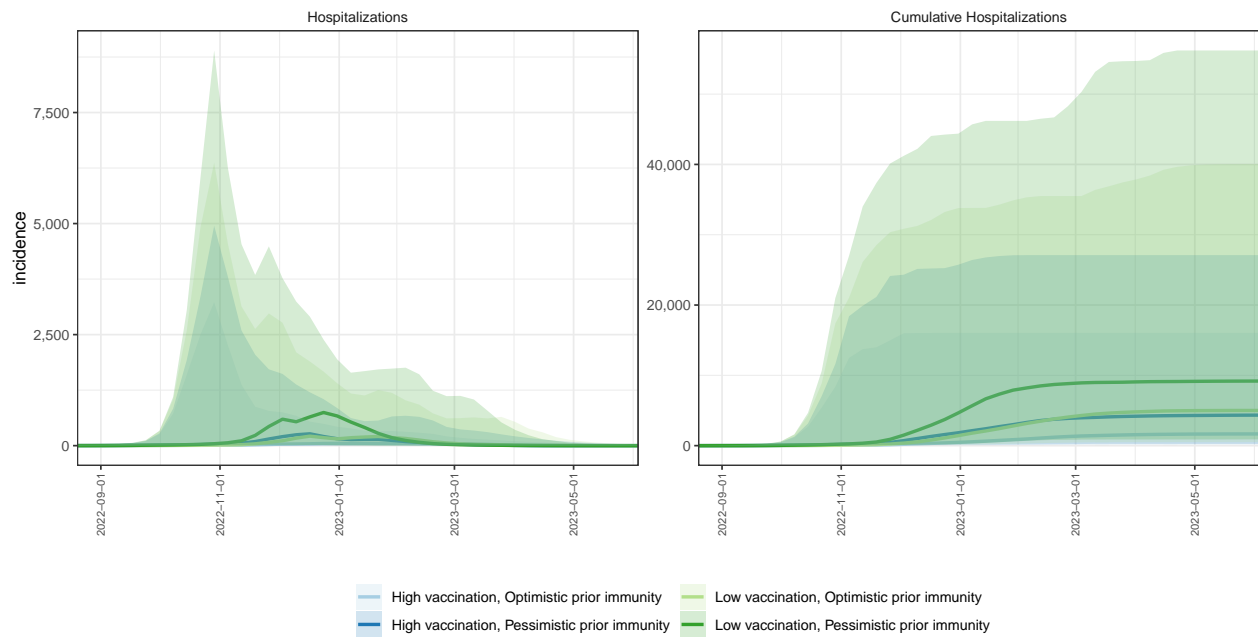 Hospitalizations
Cumulative Hospitalizations
incidence
7,500
5,000
2,500
0
40,000
20,000
0
2022−09−01
2022−11−01
2023−01−01
2023−03−01
2023−05−01
2022−09−01
2022−11−01
2023−01−01
2023−03−01
2023−05−01
High vaccination, Optimistic prior immunity
Low vaccination, Optimistic prior immunity
High vaccination, Pessimistic prior immunity
Low vaccination, Pessimistic prior immunity